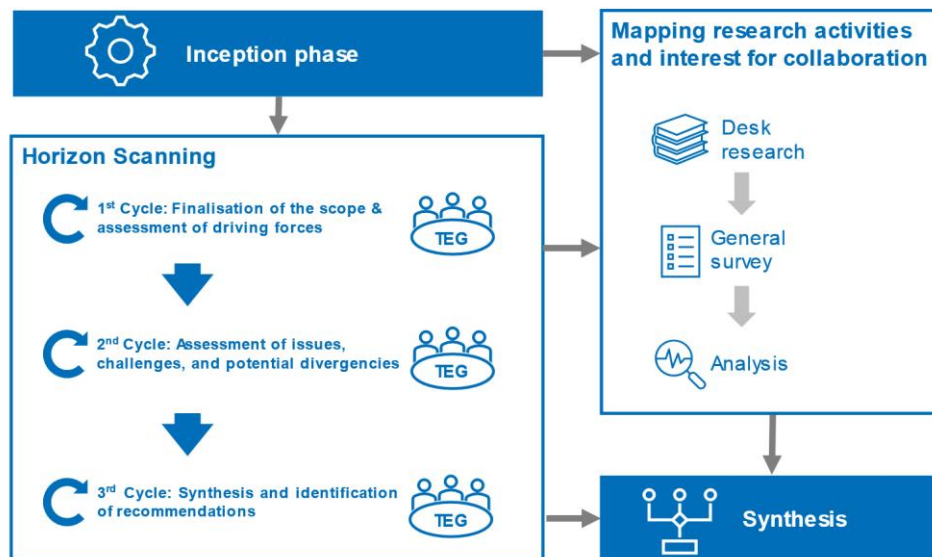 Inception phase
Mapping research activities
and interest for collaboration
Desk
research
General
survey
Analysis
Horizon Scanning
1st Cycle: Finalisation of the scope &
assessment of driving forces
TEG
2nd Cycle: Assessment of issues,
challenges, and potential divergencies
TEG
3rd Cycle: Synthesis and identification
of recommendations
TEG
Synthesis